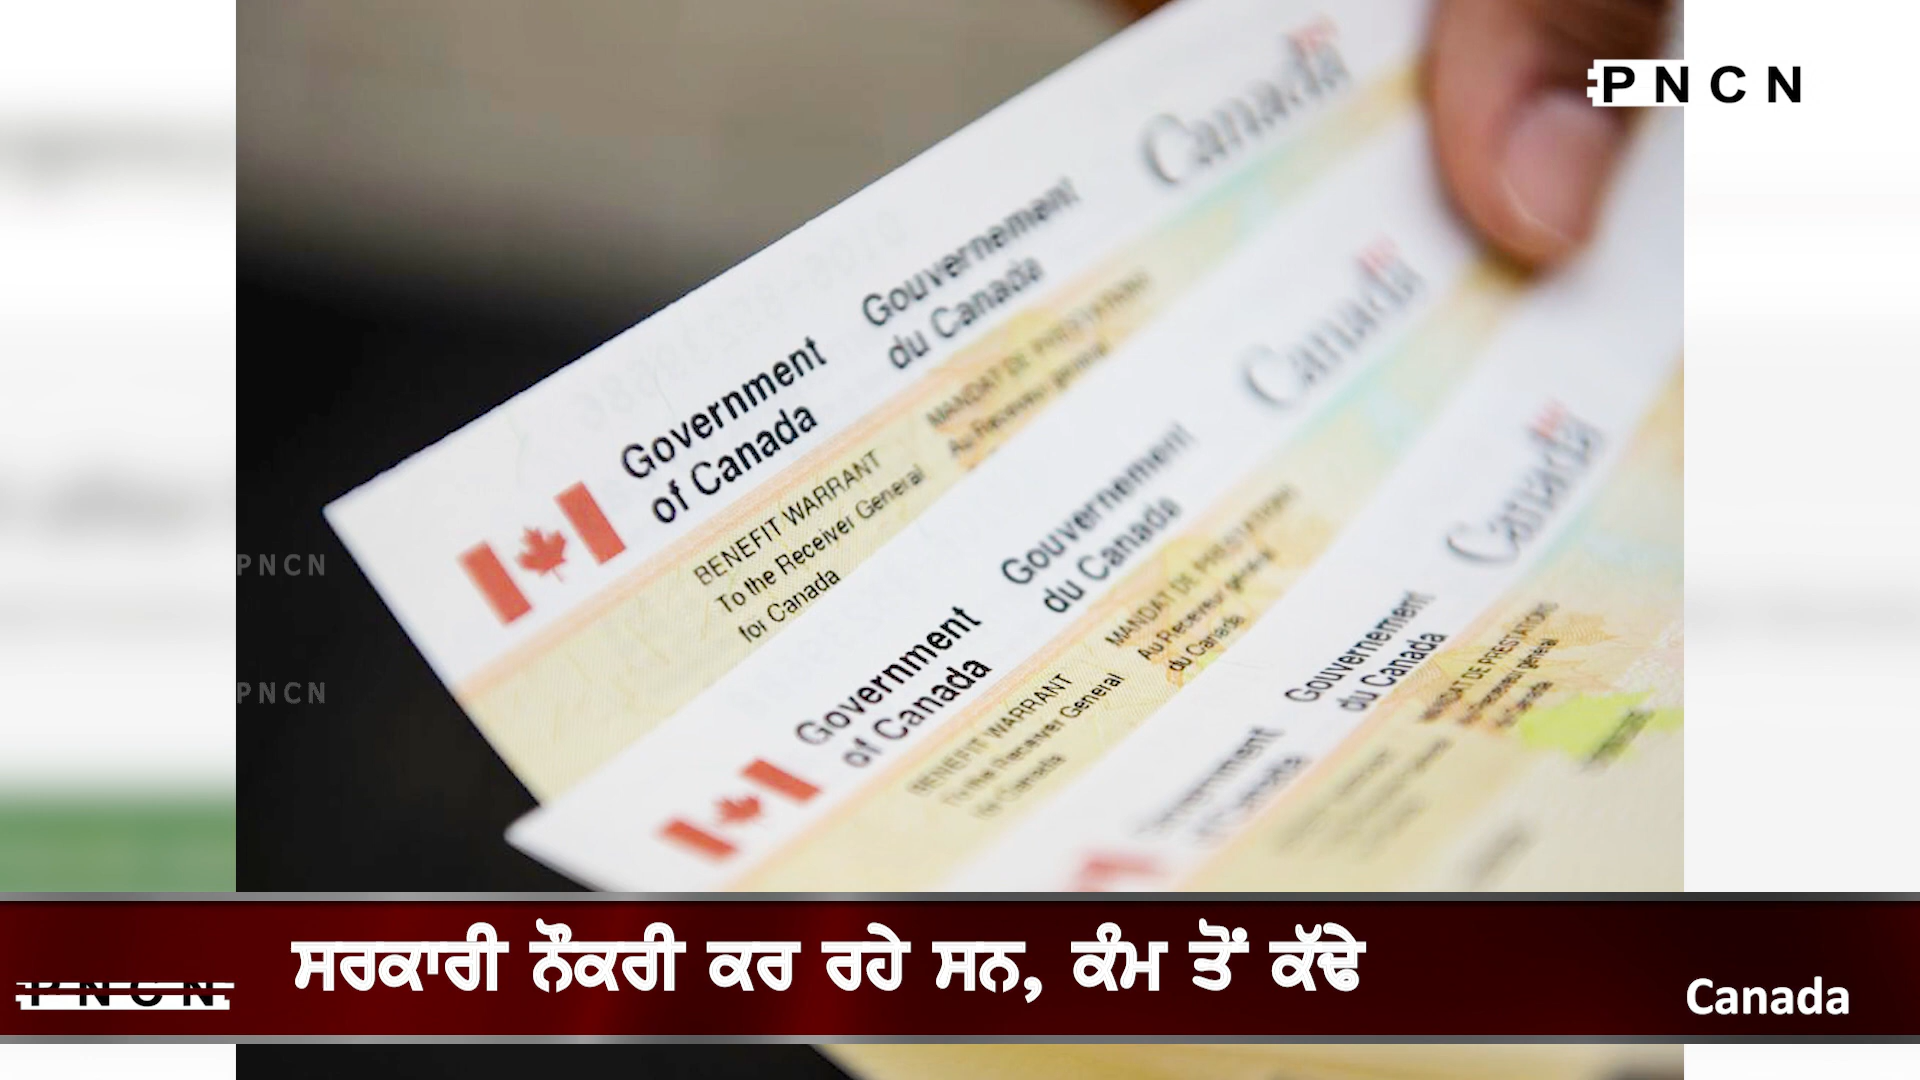 PNCN
Canada
Government
of Canada
Gouvernement
du Canada
BENEFIT WARRANT
To the Receiver General
for Canada
MANDAT DE PRESTATION
Au Receveur général
Canada
Government
of Canada
Gouvernement
du Canada
BENEFIT WARRANT
To the Receiver General
for Canada
MANDAT DE PRESTATION
Au Receveur général
du Canada
Canada
Gouvernement
du Canada
MANDAT DE PRESTATION
PNCN
PNCN
ਸਰਕਾਰੀ ਨੌਕਰੀ ਕਰ ਰਹੇ ਸਨ, ਕੰਮ ਤੋਂ ਕੱਢੇ
PNCN
Canada